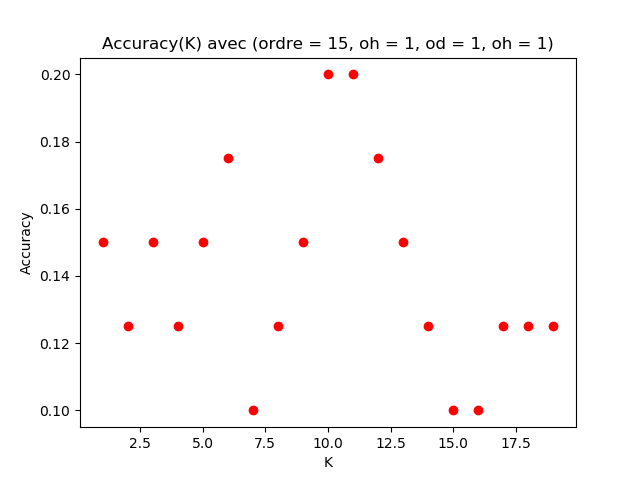 Accuracy(K) avec (ordre = 15, oh = 1, od = 1, oh = 1)
0.20
0.18
0.16
0.14
0.12
0.10
Accuracy
2.5 5.0 7.5 10.0 12.5 15.0 17.5
K